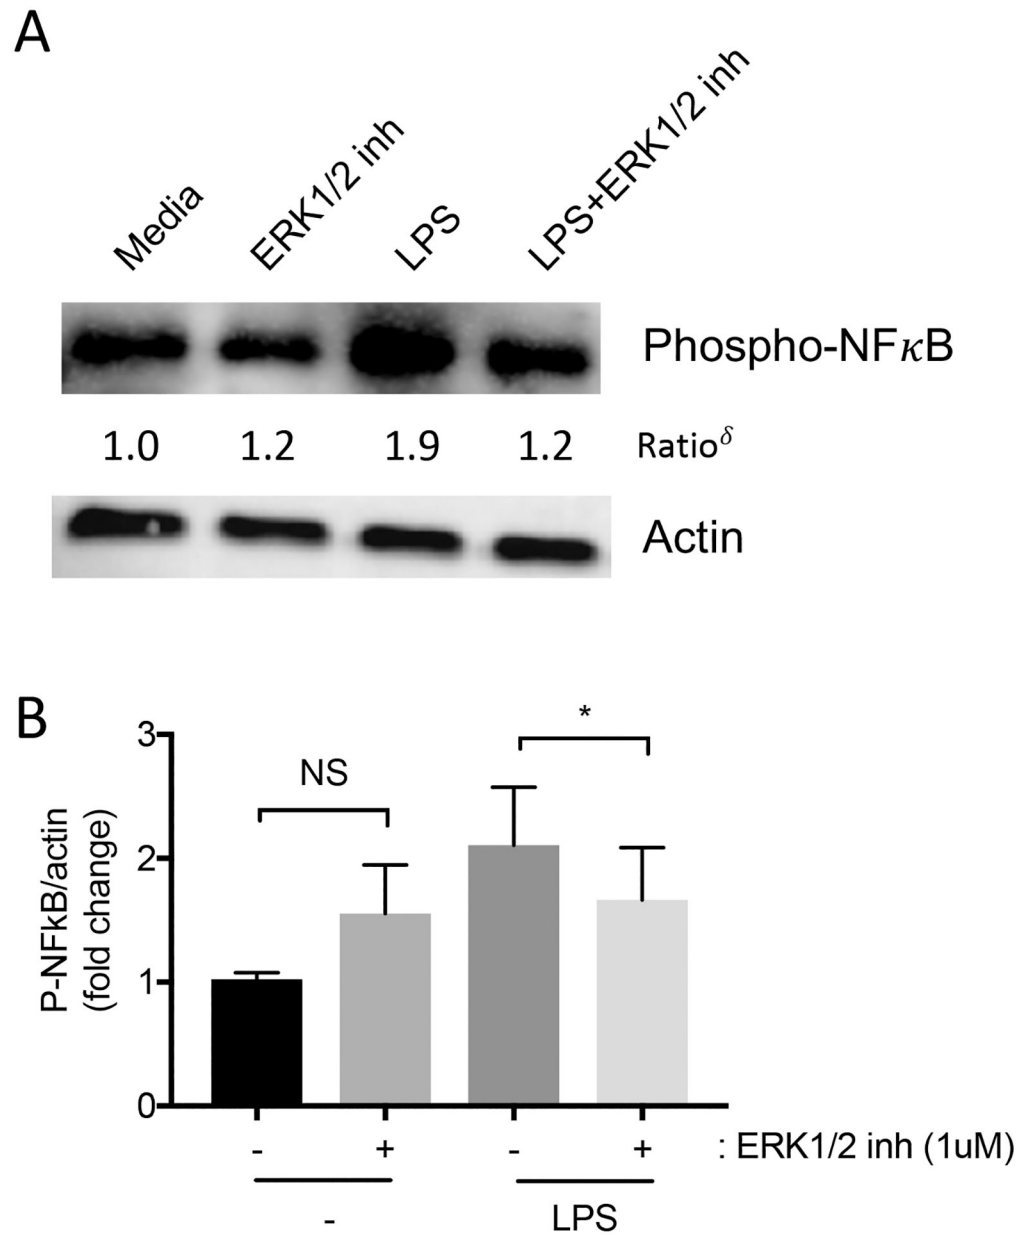 A
Media
ERK1/2 inh
LPS
LPS+ERK1/2 inh
Phospho-NFκB
1.0 1.2 1.9 1.2 Ratioδ
Actin
B
P-NFkB/actin
(fold change)
3
2
1
0
NS
*
- + - + : ERK1/2 inh (1uM)
- LPS